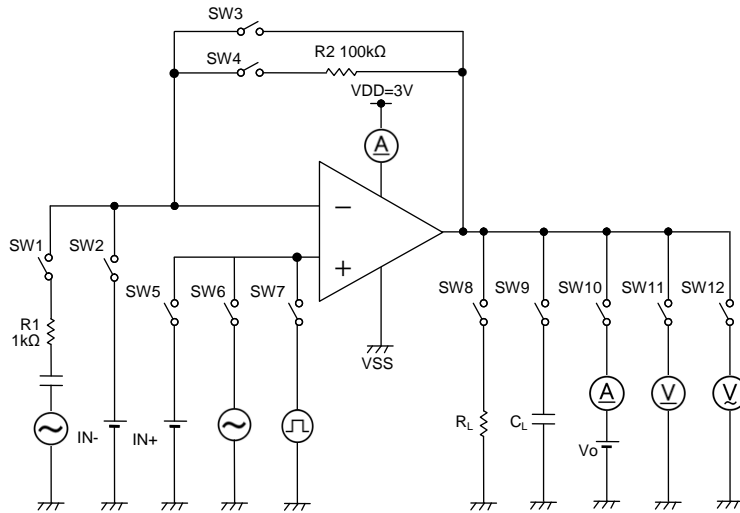 SW3
R2 100kΩ
SW4
VDD=3V
A
−
+
SW1
SW2
SW5
SW6
SW7
SW8
SW9
SW10
SW11
SW12
R1
1kΩ
VSS
A
V
V
IN-
IN+
RL
CL
Vo